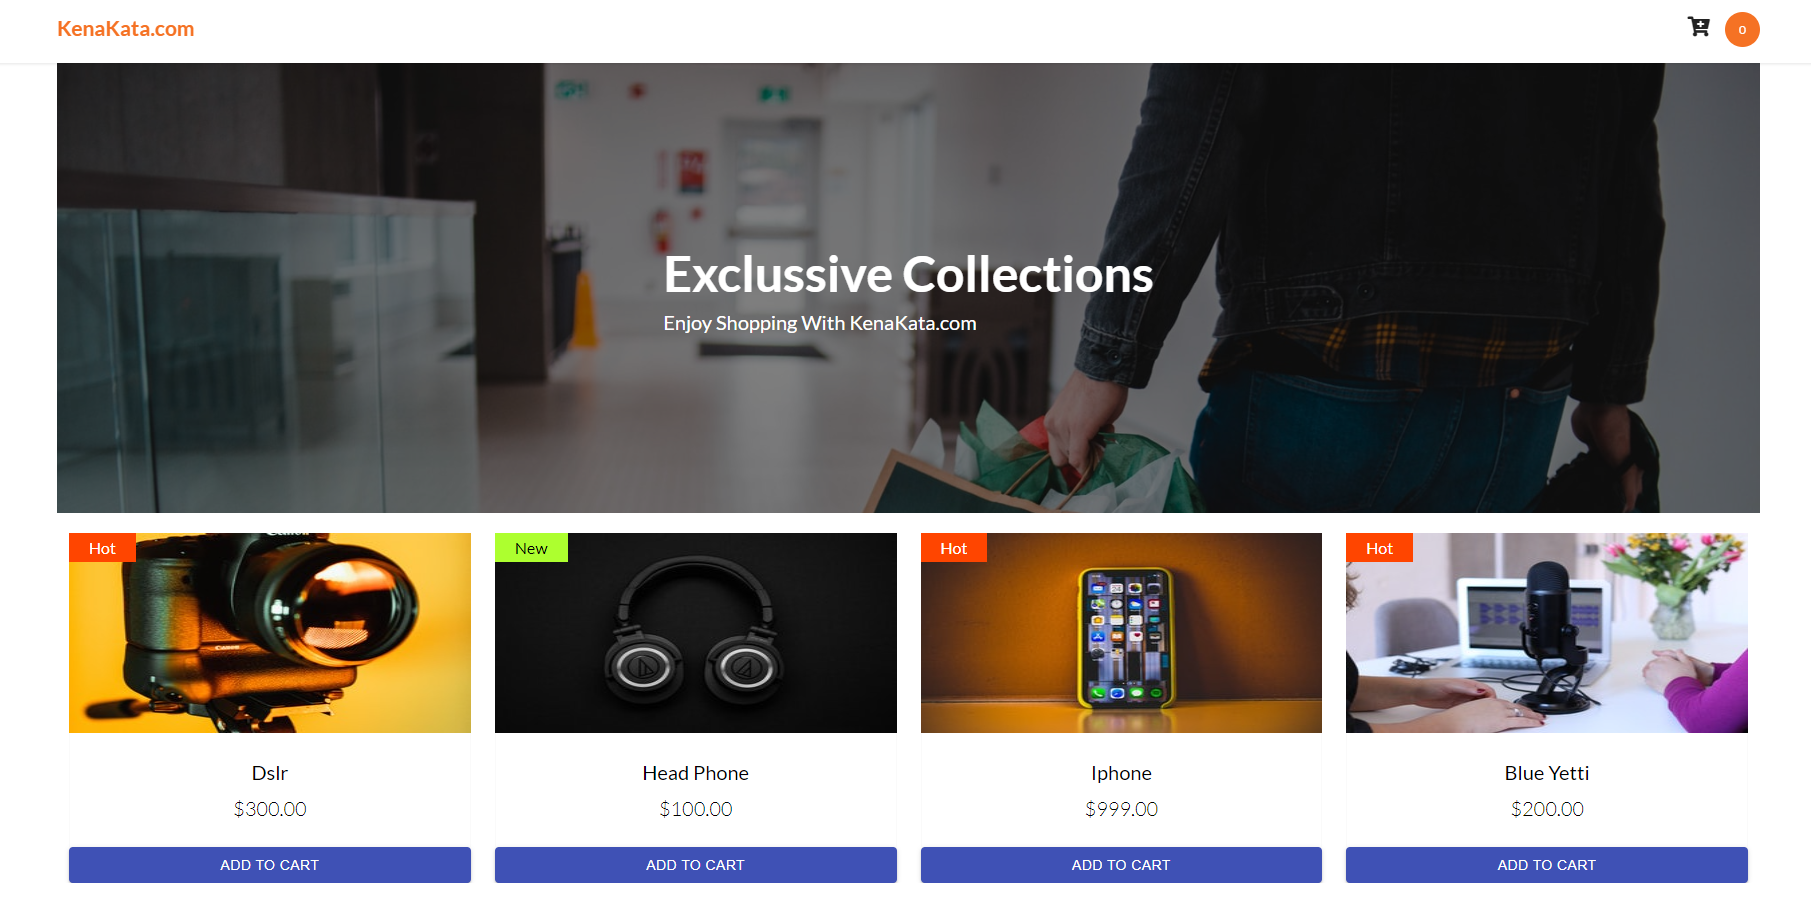 KenaKata.com
0
Exclussive Collections
Enjoy Shopping With KenaKata.com
Hot
New
Hot
Hot
Canon
Canon
Dslr
Head Phone
Iphone
Blue Yetti
$300.00
$100.00
$999.00
$200.00
ADD TO CART
ADD TO CART
ADD TO CART
ADD TO CART